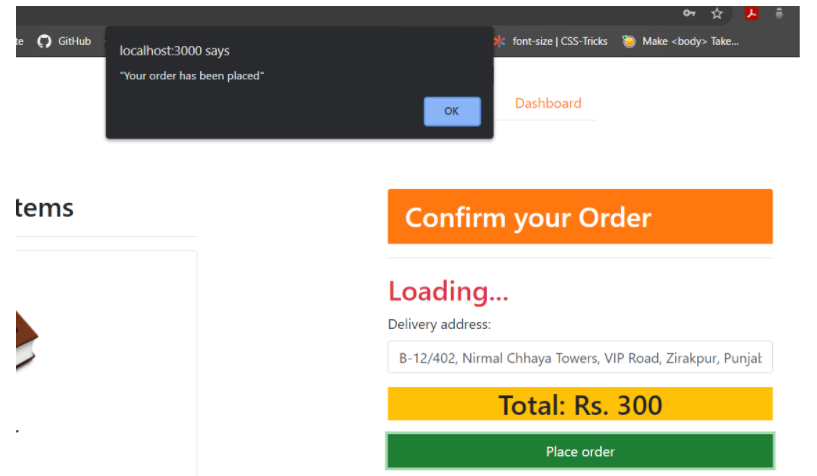 te GitHub
font-size | CSS-Tricks Make <body> Take...
localhost:3000 says
"Your order has been placed"
OK
Dashboard
tems
Confirm your Order
Loading...
Delivery address:
B-12/402, Nirmal Chhaya Towers, VIP Road, Zirakpur, Punjab
Total: Rs. 300
Place order